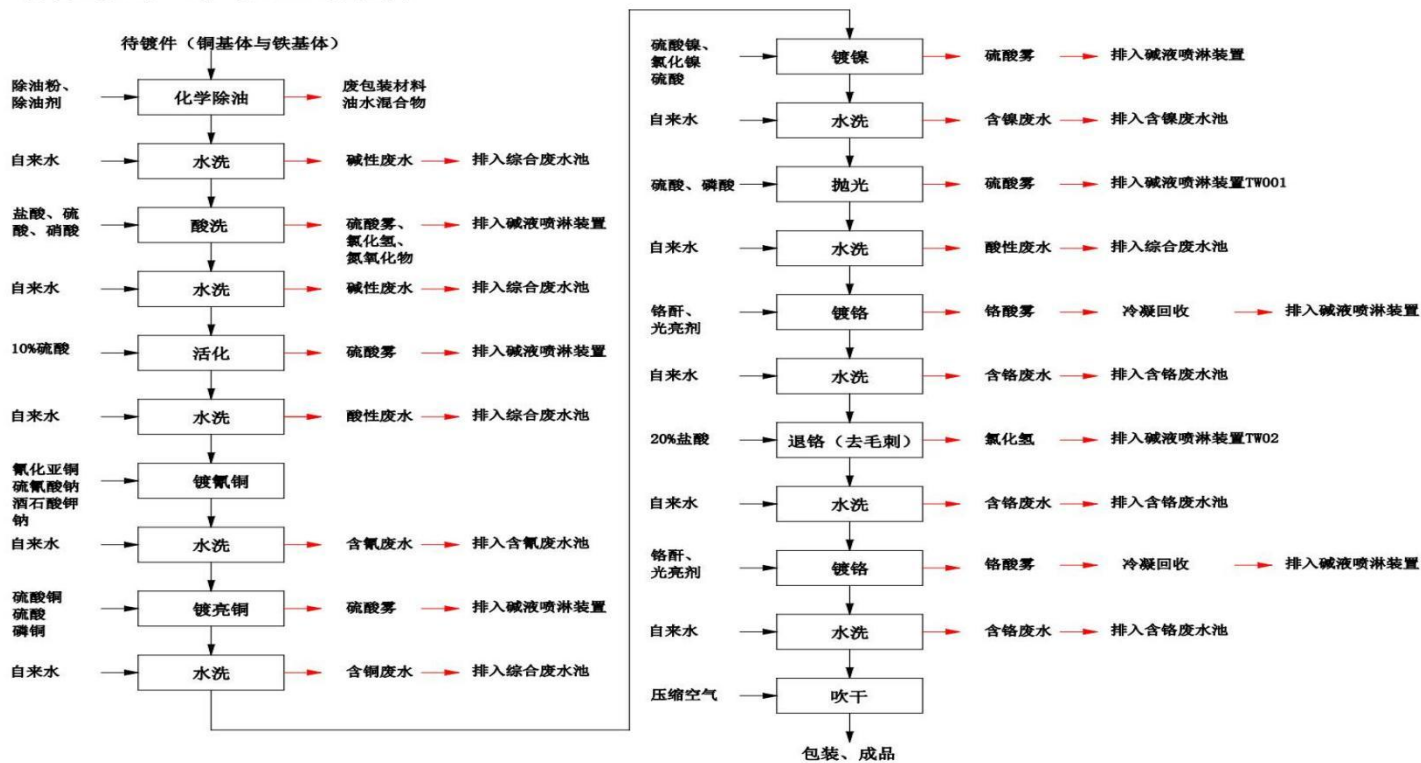 待镀件（铜基体与铁基体）
除油粉、
除油剂
化学除油
废包装材料
油水混合物
自来水
水洗
碱性废水
排入综合废水池
盐酸、硫
酸、硝酸
酸洗
硫酸雾、
氯化氢、
氮氧化物
排入碱液喷淋装置
自来水
水洗
碱性废水
排入综合废水池
10%硫酸
活化
硫酸雾
排入碱液喷淋装置
自来水
水洗
酸性废水
排入综合废水池
氰化亚铜
硫氰酸钠
酒石酸钾
钠
镀氰铜
自来水
水洗
含氰废水
排入含氰废水池
硫酸铜
硫酸
磷铜
镀亮铜
硫酸雾
排入碱液喷淋装置
自来水
水洗
含铜废水
排入综合废水池
硫酸镍、
氯化镍
硫酸
镀镍
硫酸雾
排入碱液喷淋装置
自来水
水洗
含镍废水
排入含镍废水池
硫酸、磷酸
抛光
硫酸雾
排入碱液喷淋装置TW001
自来水
水洗
酸性废水
排入综合废水池
铬酐、
光亮剂
镀铬
铬酸雾
冷凝回收
排入碱液喷淋装置
自来水
水洗
含铬废水
排入含铬废水池
20%盐酸
退铬（去毛刺）
氯化氢
排入碱液喷淋装置TW02
自来水
水洗
含铬废水
排入含铬废水池
铬酐、
光亮剂
镀铬
铬酸雾
冷凝回收
排入碱液喷淋装置
自来水
水洗
含铬废水
排入含铬废水池
压缩空气
吹干
包装、成品